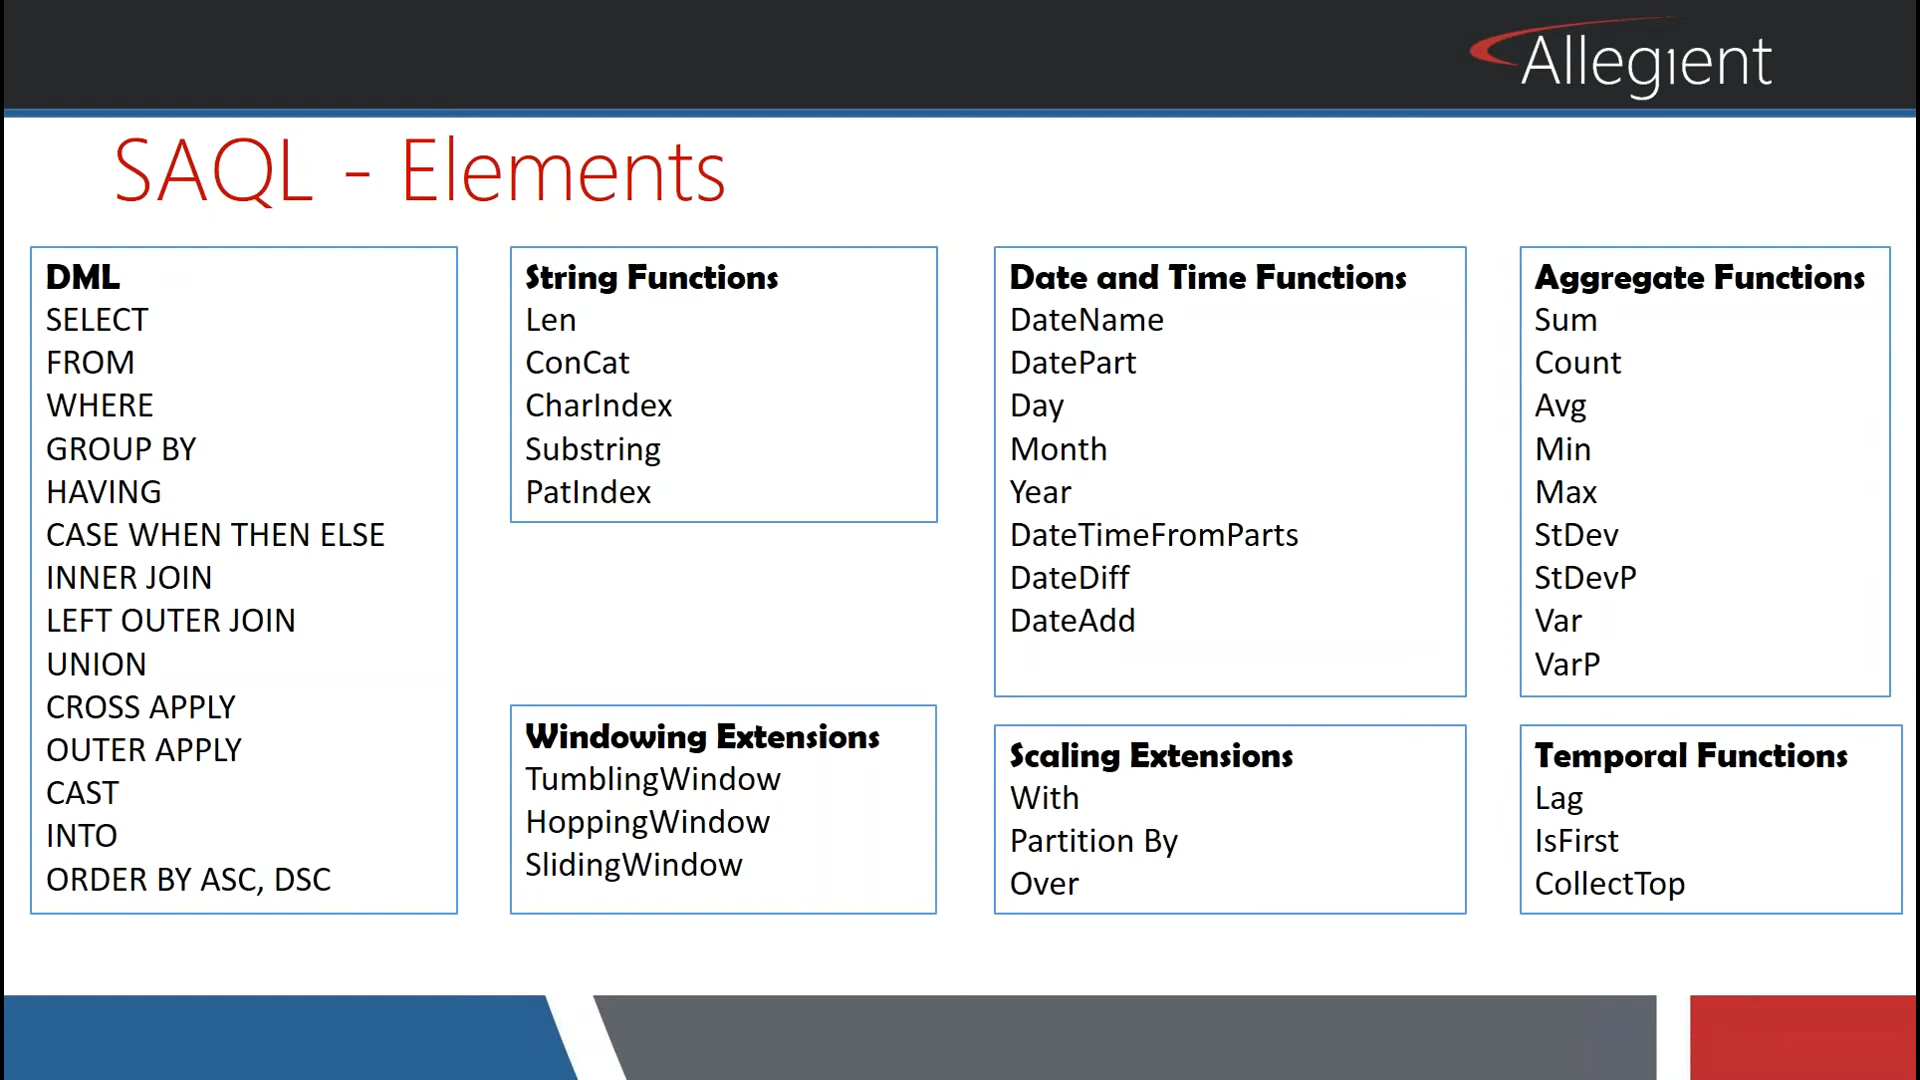 Allegient
SAQL - Elements
DML
SELECT
FROM
WHERE
GROUP BY
HAVING
CASE WHEN THEN ELSE
INNER JOIN
LEFT OUTER JOIN
UNION
CROSS APPLY
OUTER APPLY
CAST
INTO
ORDER BY ASC, DSC
String Functions
Len
ConCat
CharIndex
Substring
PatIndex
Windowing Extensions
TumblingWindow
HoppingWindow
SlidingWindow
Date and Time Functions
DateName
DatePart
Day
Month
Year
DateTimeFromParts
DateDiff
DateAdd
Scaling Extensions
With
Partition By
Over
Aggregate Functions
Sum
Count
Avg
Min
Max
StDev
StDevP
Var
VarP
Temporal Functions
Lag
IsFirst
CollectTop